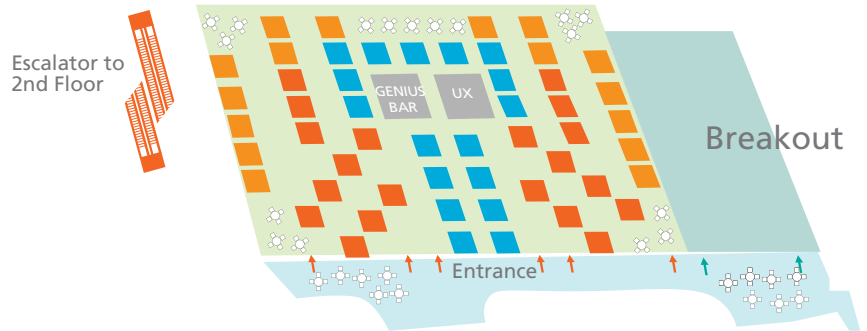 Escalator to
2nd Floor
GENIUS
BAR
UX
Breakout
Entrance